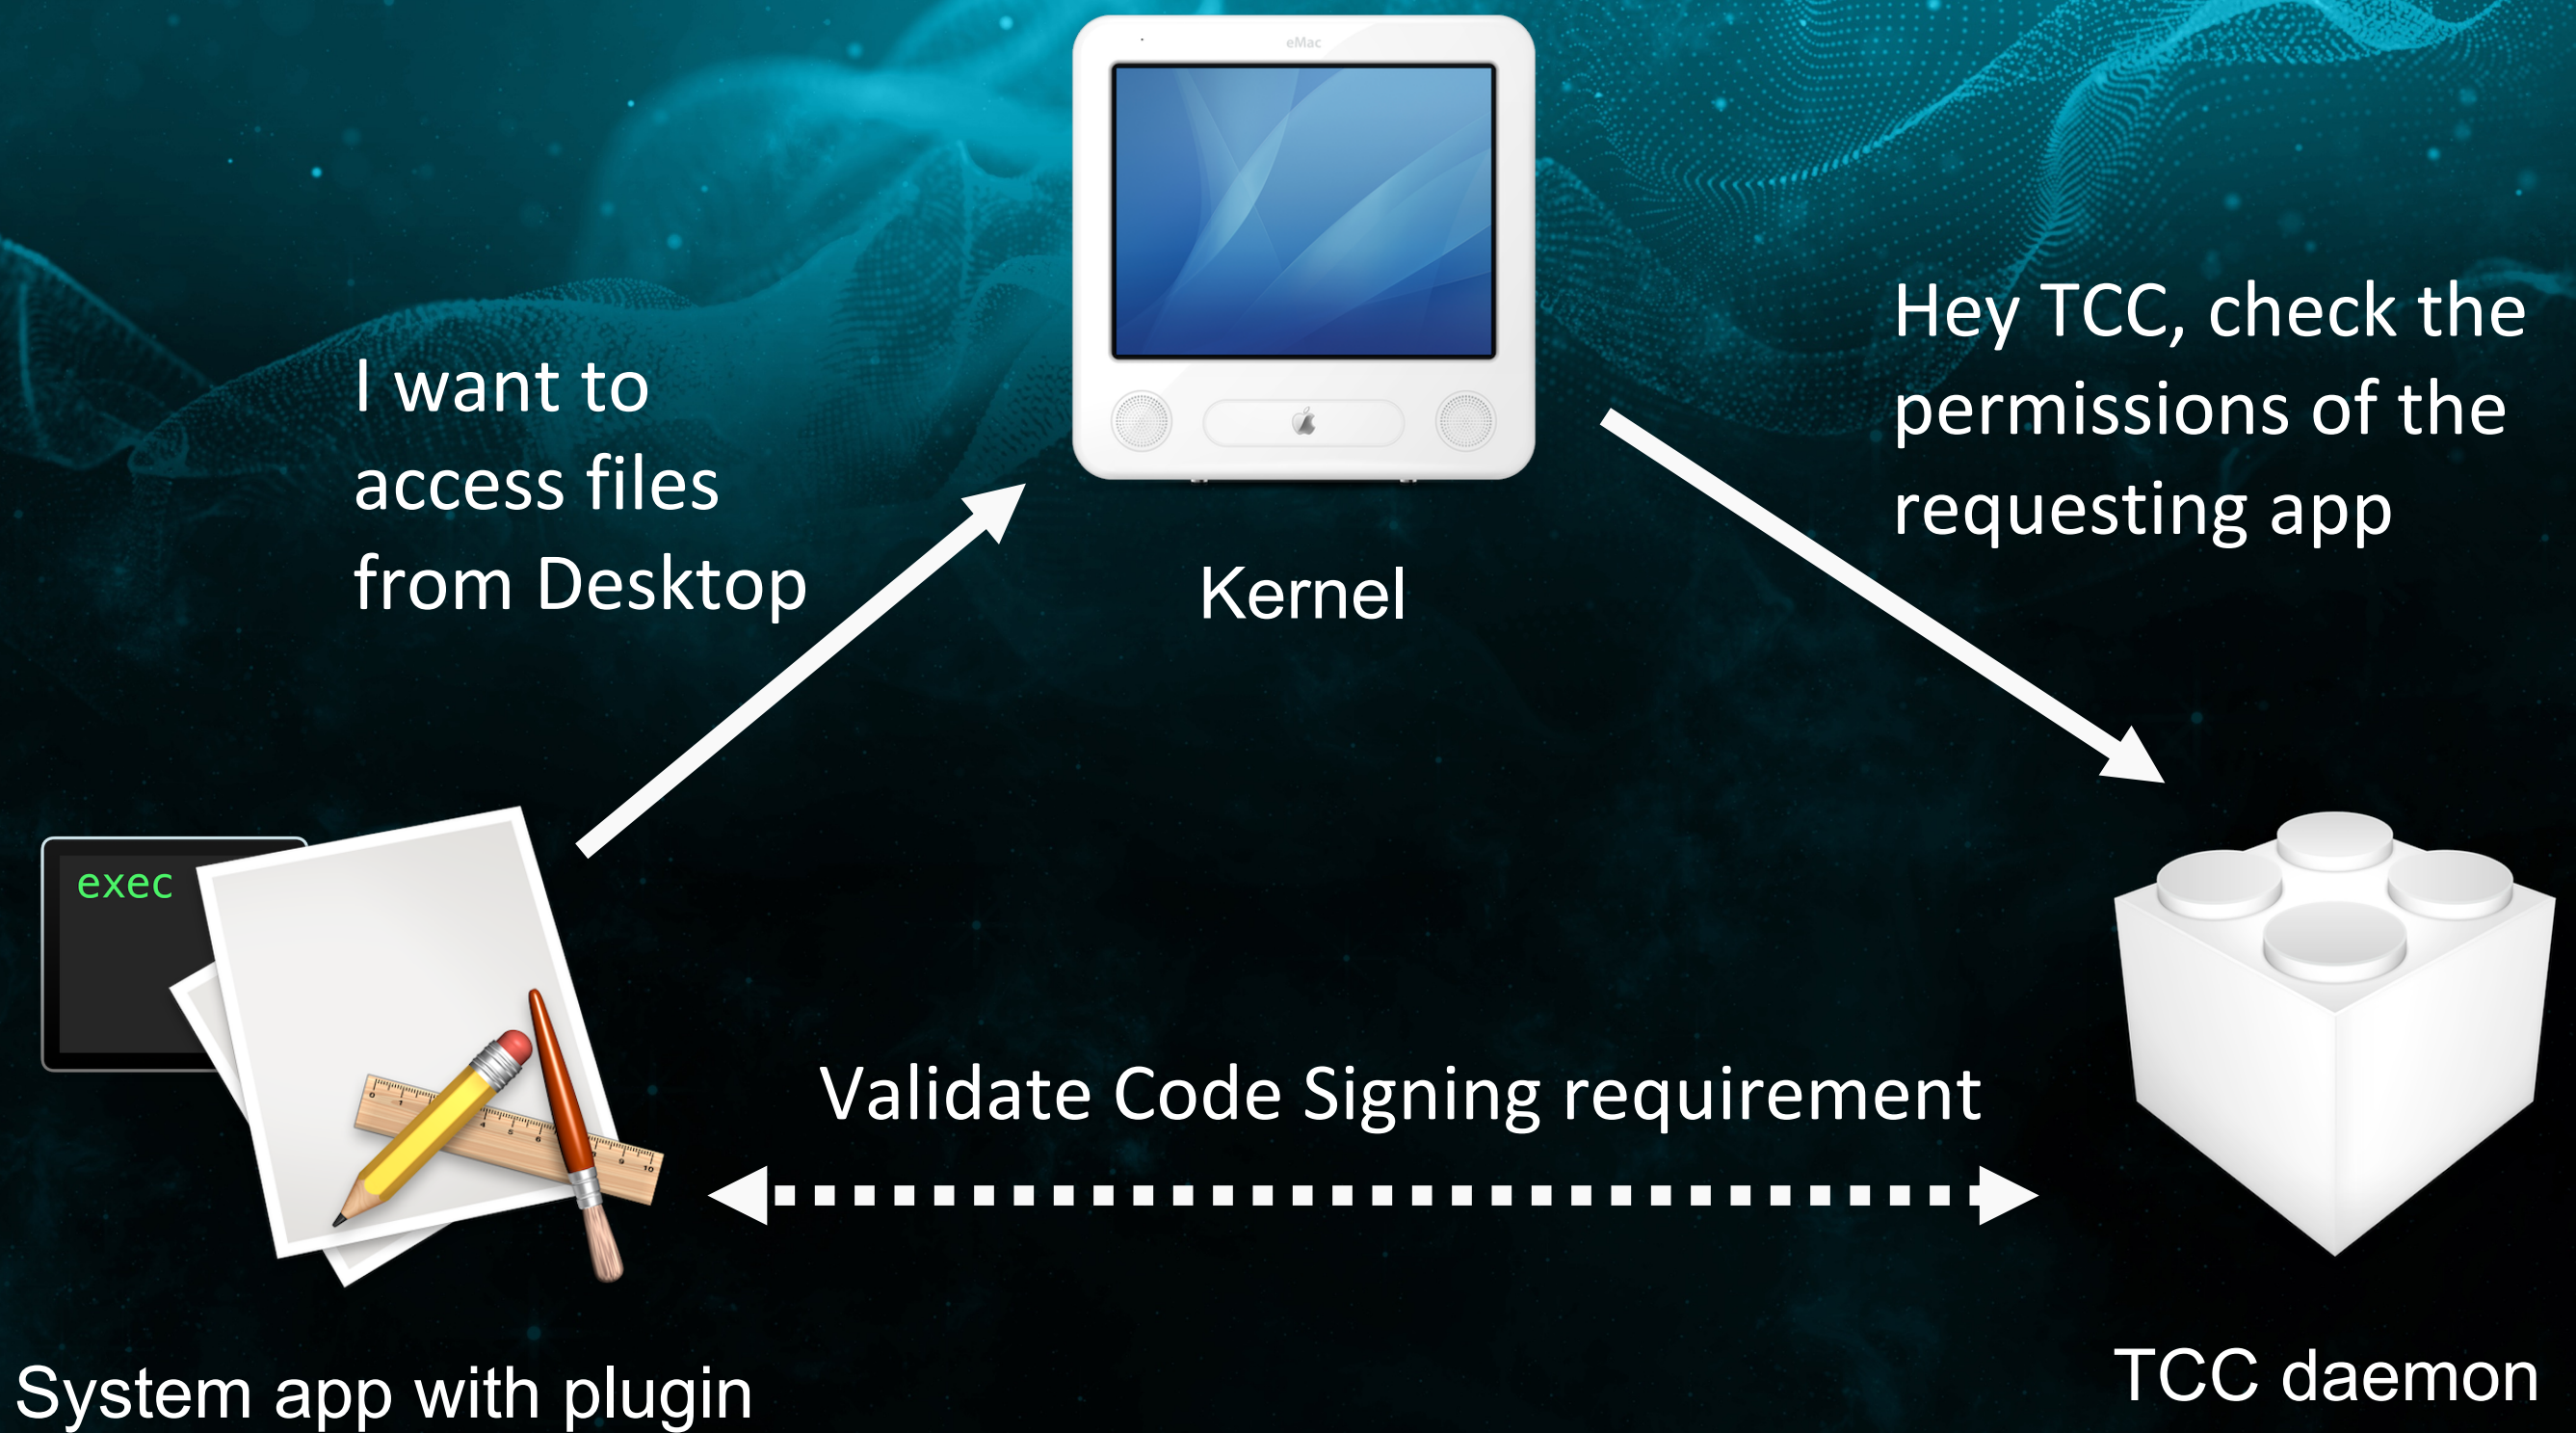 eMac
I want to
access files
from Desktop
Hey TCC, check the
permissions of the
requesting app
Kernel
exec
Validate Code Signing requirement
System app with plugin
TCC daemon